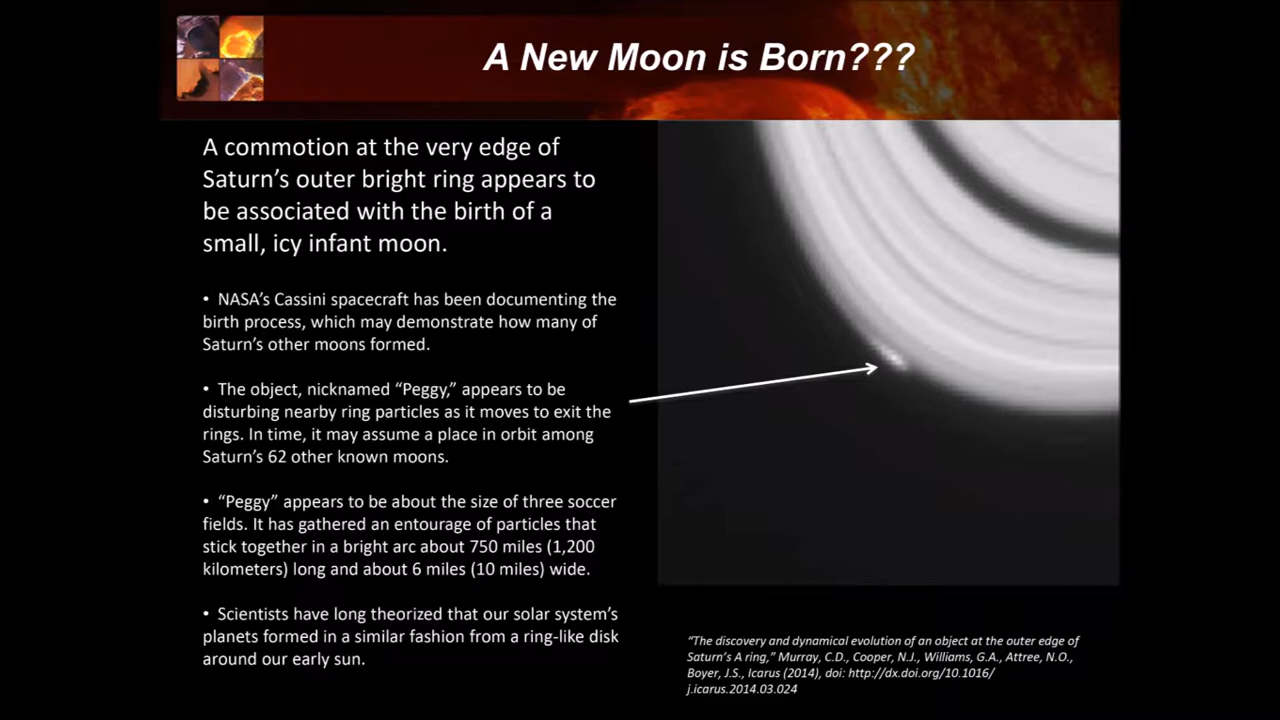 A New Moon is Born???
A commotion at the very edge of
Saturn’s outer bright ring appears to
be associated with the birth of a
small, icy infant moon.
• NASA’s Cassini spacecraft has been documenting the
birth process, which may demonstrate how many of
Saturn’s other moons formed.
• The object, nicknamed “Peggy,” appears to be
disturbing nearby ring particles as it moves to exit the
rings. In time, it may assume a place in orbit among
Saturn’s 62 other known moons.
• “Peggy” appears to be about the size of three soccer
fields. It has gathered an entourage of particles that
stick together in a bright arc about 750 miles (1,200
kilometers) long and about 6 miles (10 miles) wide.
• Scientists have long theorized that our solar system’s
planets formed in a similar fashion from a ring-like disk
around our early sun.
“The discovery and dynamical evolution of an object at the outer edge of
Saturn’s A ring,” Murray, C.D., Cooper, N.J., Williams, G.A., Attree, N.O.,
Boyer, J.S., Icarus (2014), doi: http://dx.doi.org/10.1016/
j.icarus.2014.03.024